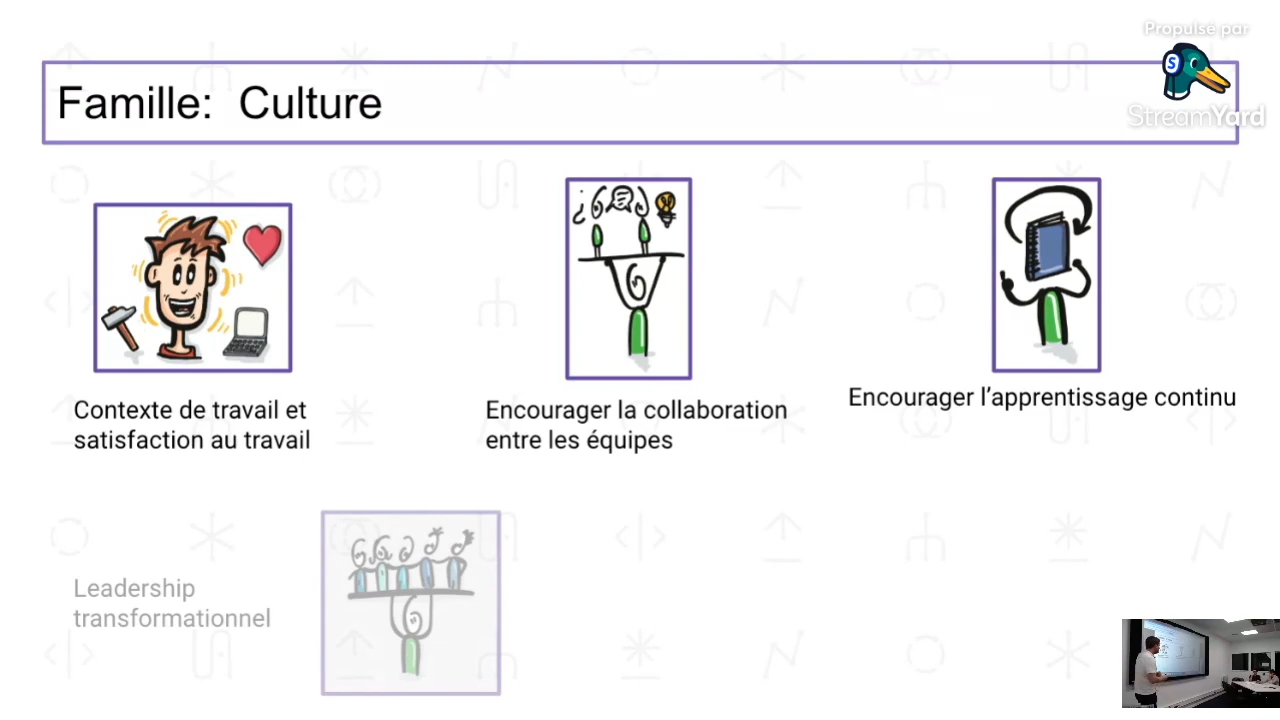 Propulsé par
StreamYard
Famille: Culture
Contexte de travail et
satisfaction au travail
Encourager la collaboration
entre les équipes
Encourager l'apprentissage continu
Leadership
transformationnel